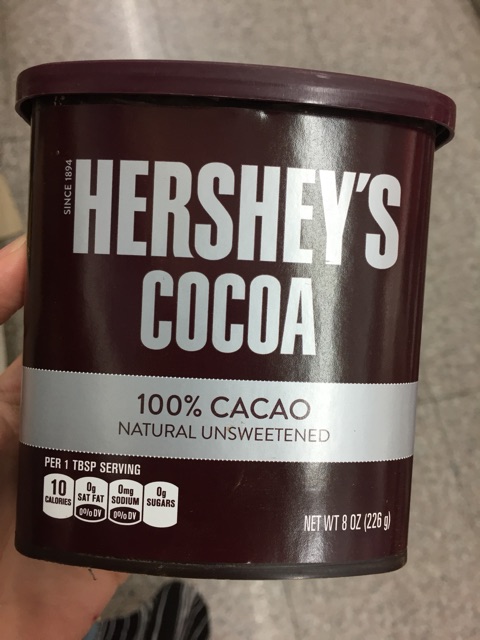 SINCE 1894
HERSHEY'S
COCOA
100% CACAO
NATURAL UNSWEETENED
PER 1 TBSP SERVING
10
CALORIES
0g
SAT FAT
0% DV
0mg
SODIUM
0% DV
0g
SUGARS
NET WT 8 OZ (226 g)